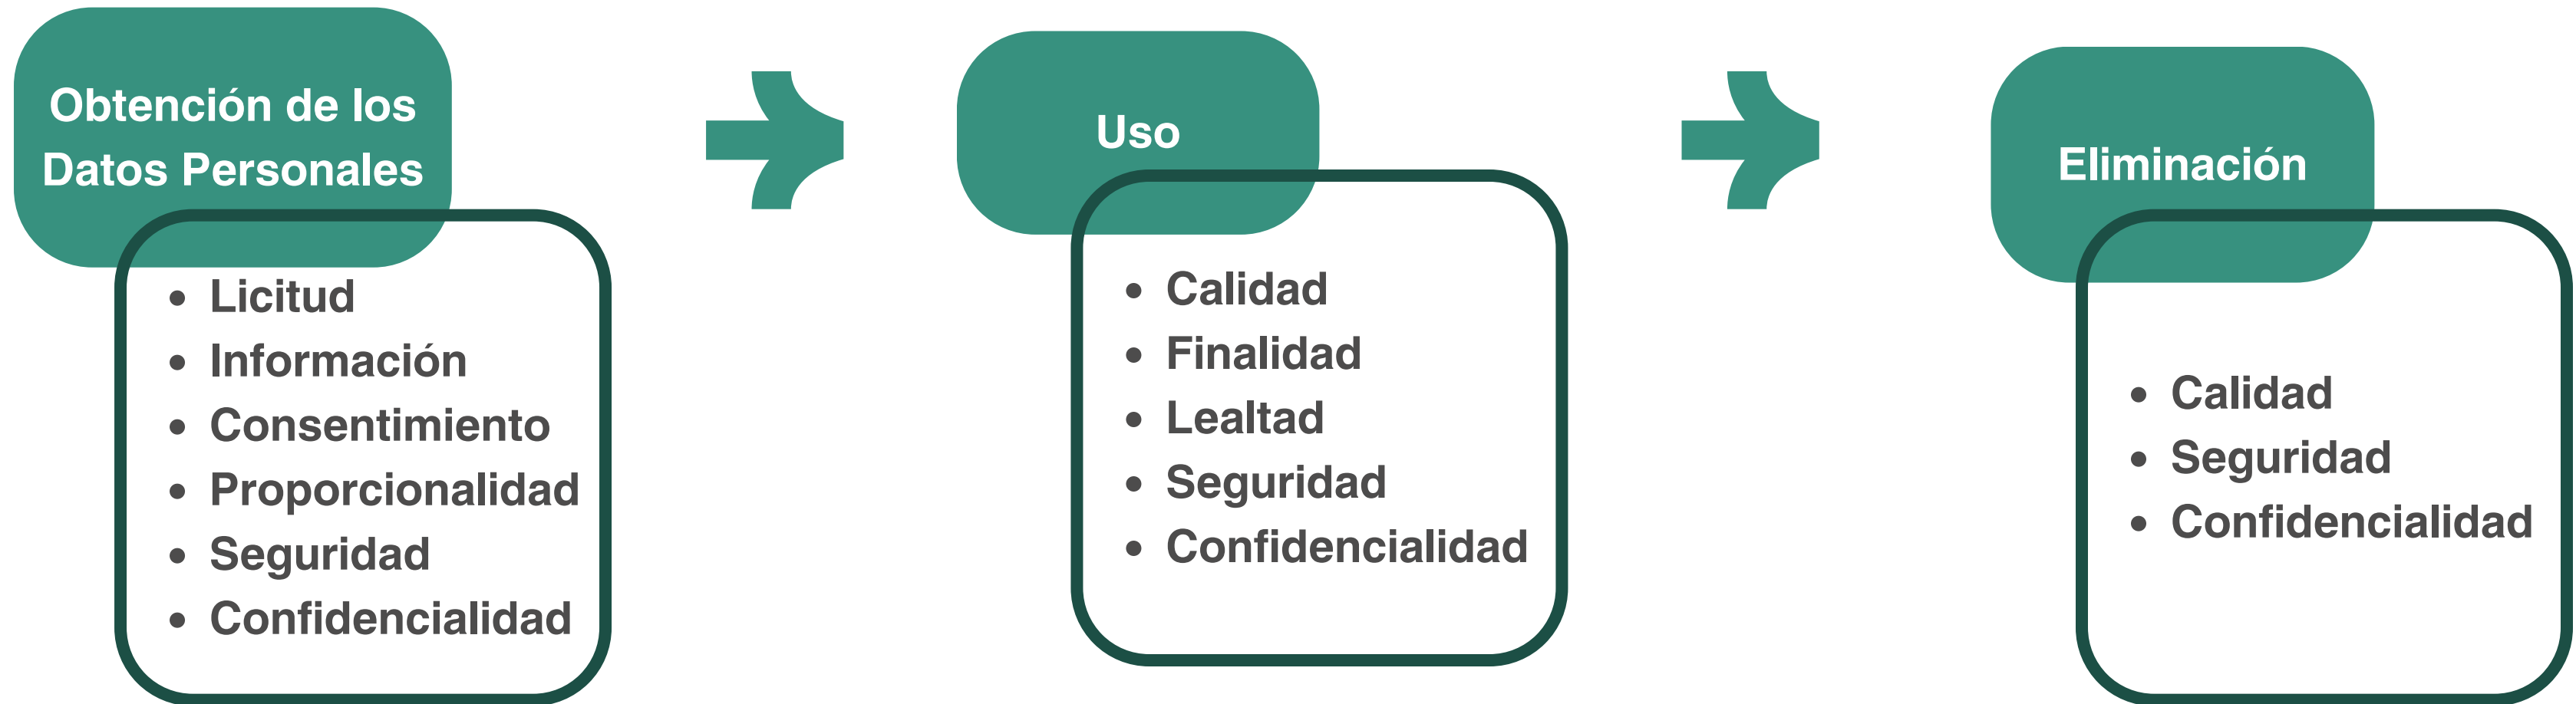 Obtención de los
Datos Personales
• Licitud
• Información
• Consentimiento
• Proporcionalidad
• Seguridad
• Confidencialidad
Uso
• Calidad
• Finalidad
• Lealtad
• Seguridad
• Confidencialidad
Eliminación
• Calidad
• Seguridad
• Confidencialidad